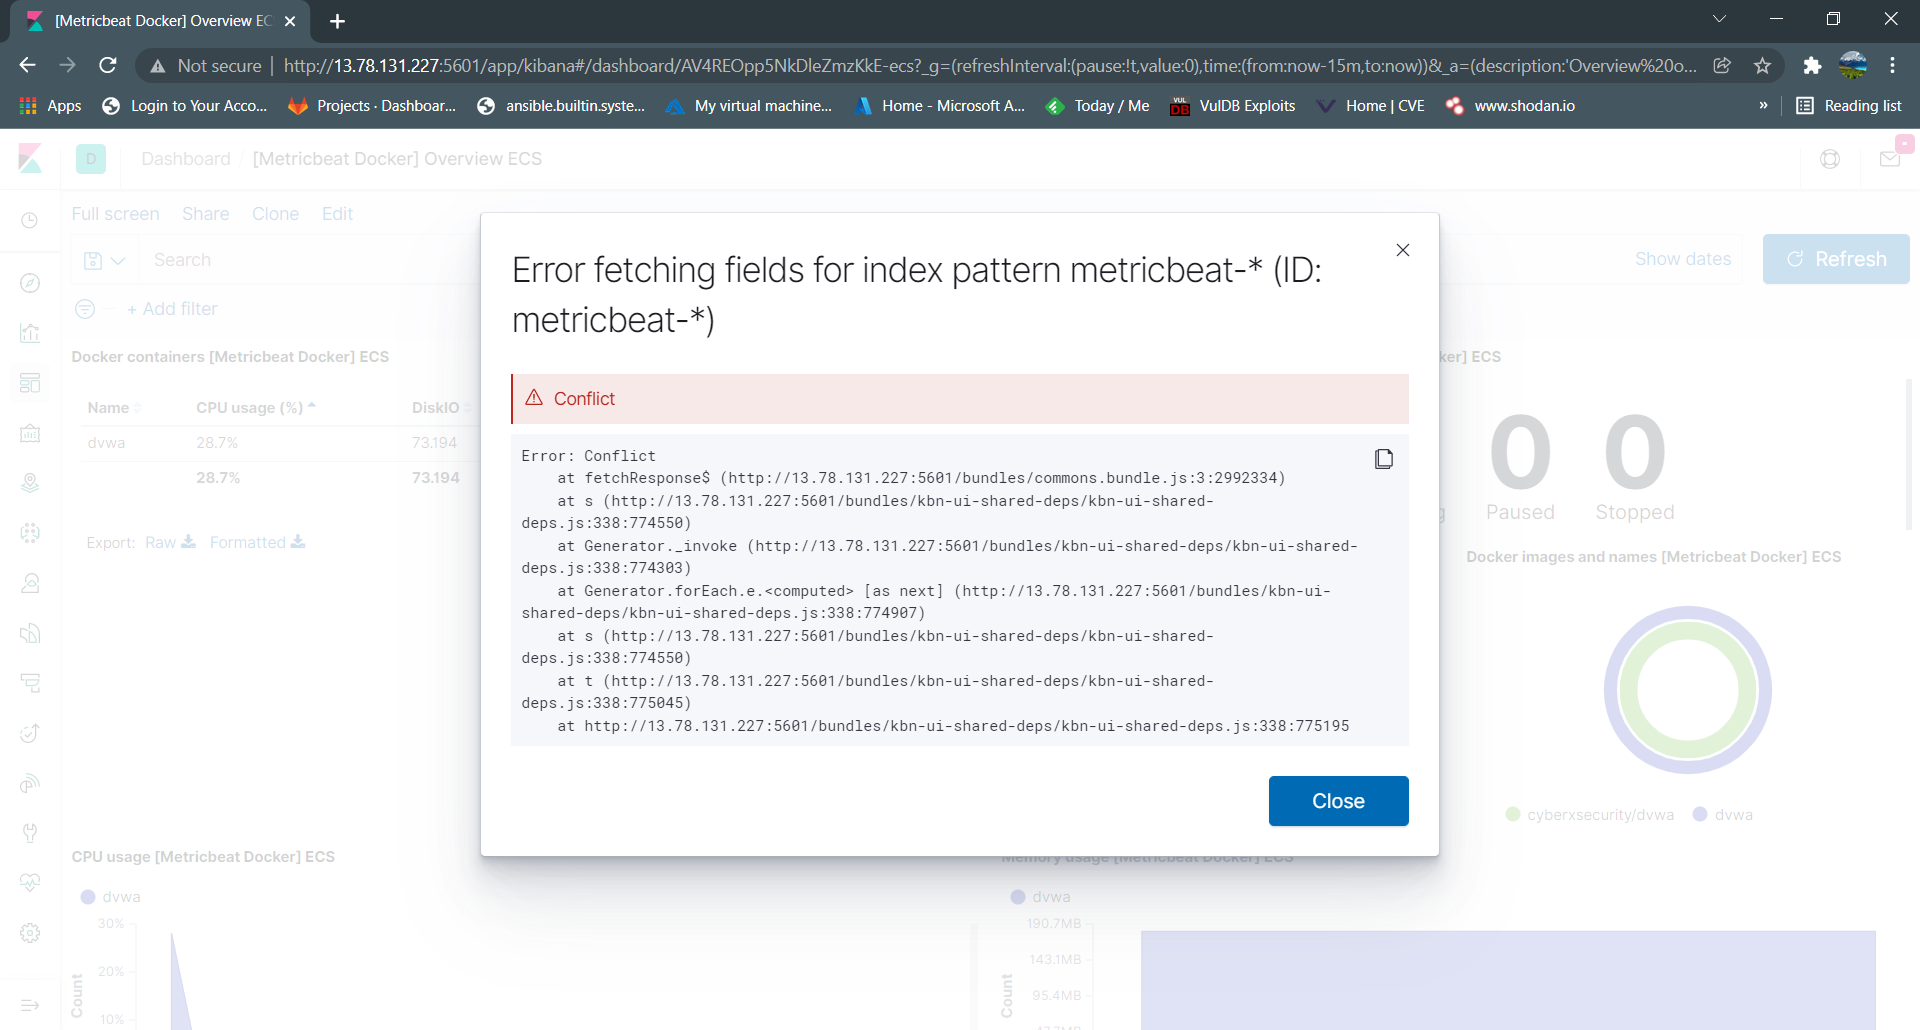 [Metricbeat Docker] Overview EC
Not secure
http://13.78.131.227:5601/app/kibana#/dashboard/AV4REOpp5NkDleZmzKkE-ecs?_g=(refreshInterval:(pause:!t,value:0),time:(from:now-15m,to:now))&_a=(description:'Overview%20o...
Apps
Login to Your Acco...
Projects · Dashboar...
ansible.builtin.syste...
My virtual machine...
Home - Microsoft A...
Today / Me
VUL DB
VulDB Exploits
Home | CVE
www.shodan.io
»
Reading list
D
Dashboard / [Metricbeat Docker] Overview ECS
Full screen Share Clone Edit
Search
Show dates
Refresh
+ Add filter
Error fetching fields for index pattern metricbeat-* (ID:
metricbeat-*)
Conflict
Error: Conflict
at fetchResponse$ (http://13.78.131.227:5601/bundles/commons.bundle.js:3:2992334)
at s (http://13.78.131.227:5601/bundles/kbn-ui-shared-deps/kbn-ui-shared-
deps.js:338:774550)
at Generator._invoke (http://13.78.131.227:5601/bundles/kbn-ui-shared-deps/kbn-ui-shared-
deps.js:338:774303)
at Generator.forEach.e.<computed> [as next] (http://13.78.131.227:5601/bundles/kbn-ui-
shared-deps/kbn-ui-shared-deps.js:338:774907)
at s (http://13.78.131.227:5601/bundles/kbn-ui-shared-deps/kbn-ui-shared-
deps.js:338:774550)
at t (http://13.78.131.227:5601/bundles/kbn-ui-shared-deps/kbn-ui-shared-
deps.js:338:775045)
at http://13.78.131.227:5601/bundles/kbn-ui-shared-deps/kbn-ui-shared-deps.js:338:775195
Close
Docker containers [Metricbeat Docker] ECS
Name CPU usage (%) DiskIO
dvwa 28.7% 73.194
28.7% 73.194
Export: Raw Formatted
ker] ECS
0 0
g Paused Stopped
Docker images and names [Metricbeat Docker] ECS
cyberxsecurity/dvwa dvwa
CPU usage [Metricbeat Docker] ECS
dvwa
30%
20%
10%
Count
Memory usage [Metricbeat Docker] ECS
dvwa
190.7MB
143.1MB
95.4MB
47.7MB
Count